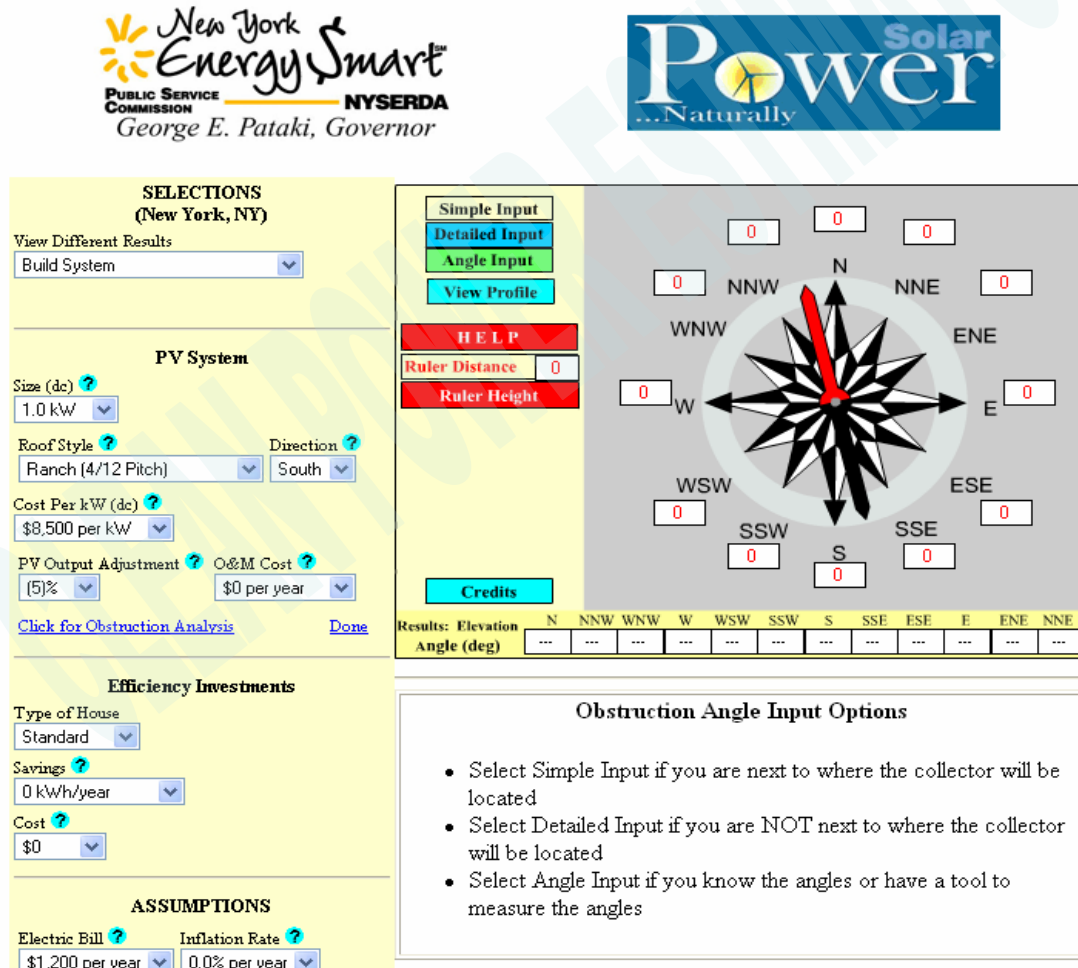 New York
Energy Smart℠
PUBLIC SERVICE
COMMISSION
NYSERDA
George E. Pataki, Governor
Solar
Power
...Naturally
SELECTIONS
(New York, NY)
View Different Results
Build System
PV System
Size (dc) ?
1.0 kW
Roof Style ? Direction ?
Ranch (4/12 Pitch) South
Cost Per kW (dc) ?
$8,500 per kW
PV Output Adjustment ? O&M Cost ?
(5)% $0 per year
Click for Obstruction Analysis Done
Efficiency Investments
Type of House
Standard
Savings ?
0 kWh/year
Cost ?
$0
ASSUMPTIONS
Electric Bill ? Inflation Rate ?
$1,200 per year 0.0% per year
Simple Input
Detailed Input
Angle Input
View Profile
H E L P
Ruler Distance 0
Ruler Height
Credits
0 0 0
0 NNW N NNE 0
WNW ENE
0 W E 0
WSW ESE
0 SSW SSE 0
0 S 0
0
Results: Elevation N NNW WNW W WSW SSW S SSE ESE E ENE NNE
Angle (deg) --- --- --- --- --- --- --- --- --- --- --- ---
Obstruction Angle Input Options
• Select Simple Input if you are next to where the collector will be
located
• Select Detailed Input if you are NOT next to where the collector
will be located
• Select Angle Input if you know the angles or have a tool to
measure the angles